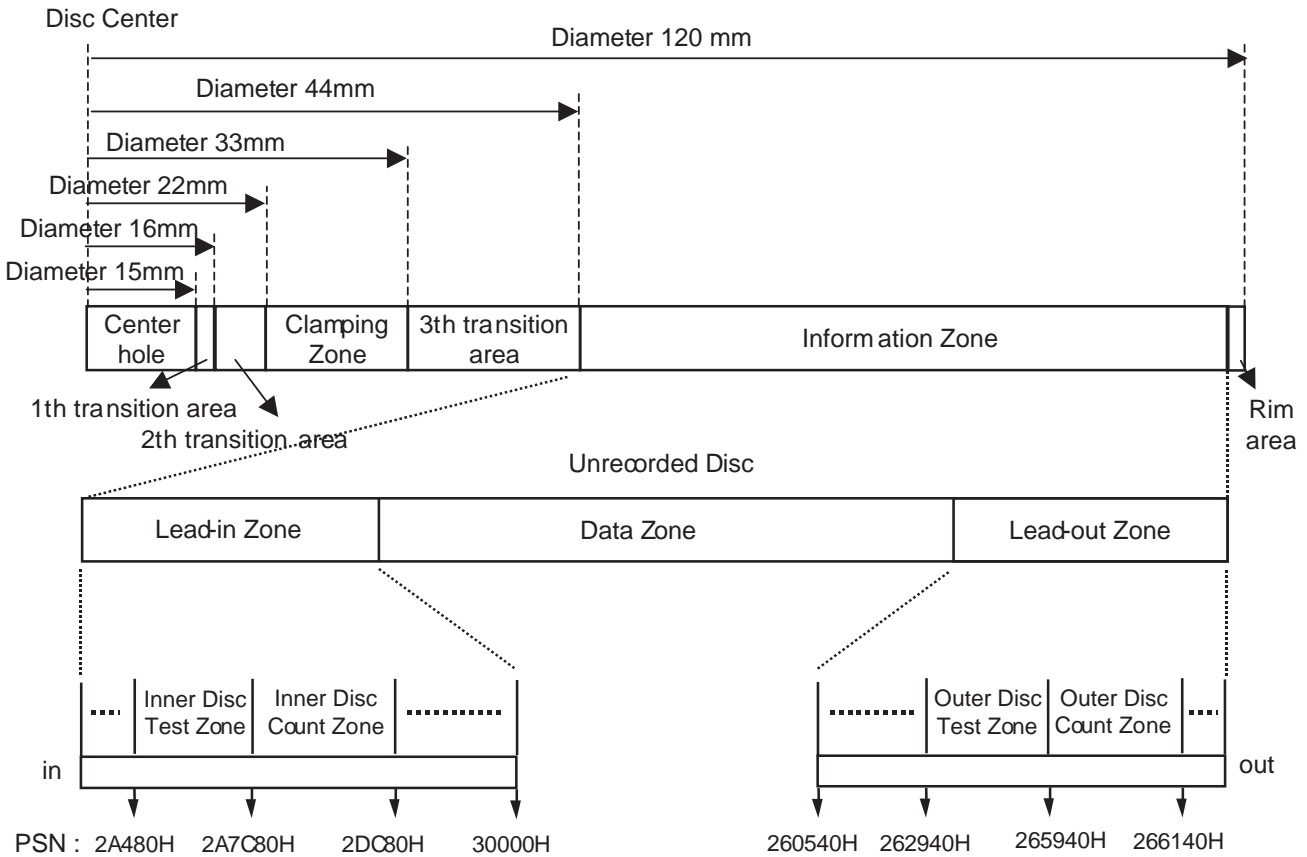 Disc Center
Diameter 120 mm
Diameter 44mm
Diameter 33mm
Diameter 22mm
Diameter 16mm
Diameter 15mm
Center
hole
Clamping
Zone
3th transition
area
Information Zone
1th transition area
2th transition area
Rim
area
Unrecorded Disc
Lead-in Zone
Data Zone
Lead-out Zone
Inner Disc
Test Zone
Inner Disc
Count Zone
Outer Disc
Test Zone
Outer Disc
Count Zone
in
out
PSN : 2A480H 2A7C80H 2DC80H 30000H 260540H 262940H 265940H 266140H